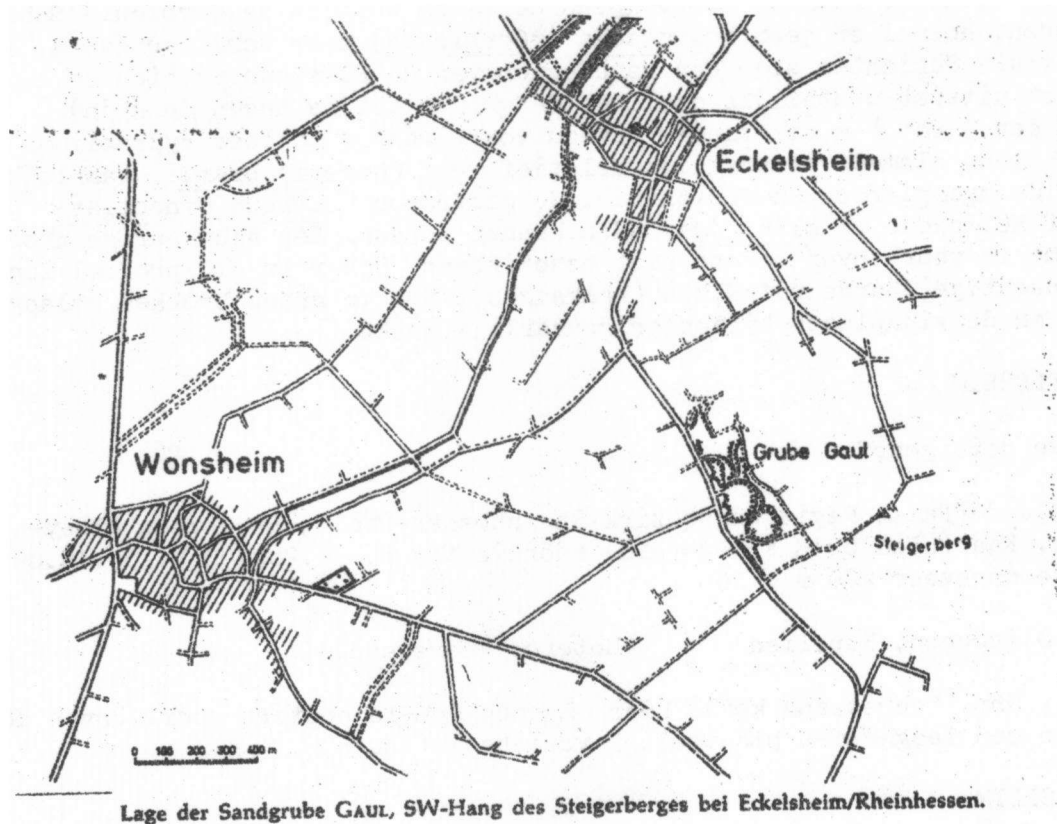 Eckelsheim
Wonsheim
Grube Gaul
Steigerberg
0 100 200 300 400 m
Lage der Sandgrube GAUL, SW-Hang des Steigerberges bei Eckelsheim/Rheinhessen.